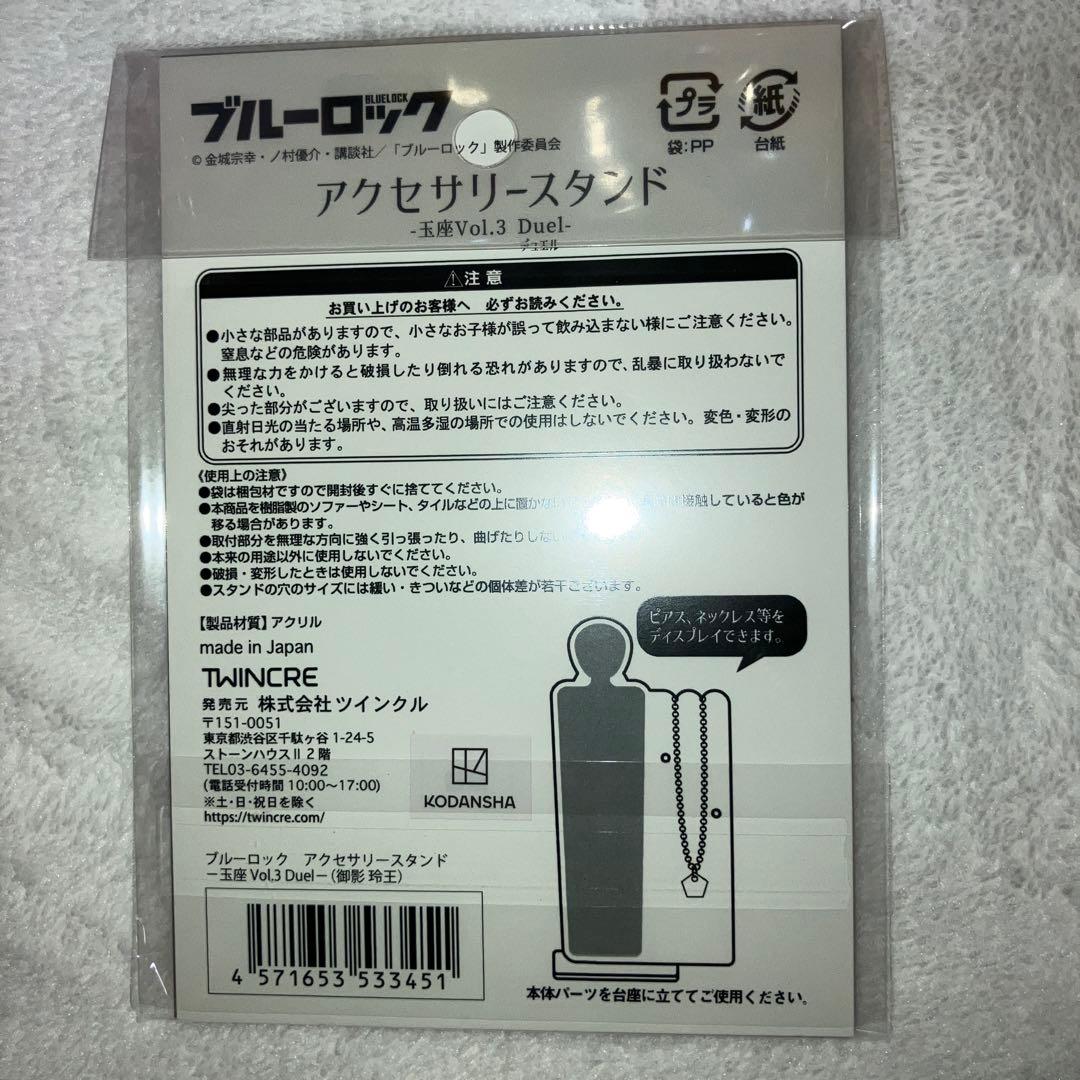 ブルーロック
BLUELOCK
プラ
紙
袋:PP
台紙
© 金城宗幸・ノ村優介・講談社/「ブルーロック」製作委員会
アクセサリースタンド
-玉座Vol.3 Duel-
デュエル
⚠注意
お買い上げのお客様へ 必ずお読みください。
●小さな部品がありますので、小さなお子様が誤って飲み込まない様にご注意ください。
窒息などの危険があります。
●無理な力をかけると破損したり倒れる恐れがありますので、乱暴に取り扱わないで
ください。
●尖った部分がございますので、取り扱いにはご注意ください。
●直射日光の当たる場所や、高温多湿の場所での使用はしないでください。変色・変形の
おそれがあります。
《使用上の注意》
●袋は梱包材ですので開封後すぐに捨ててください。
●本商品を樹脂製のソファーやシート、タイルなどの上に置かない 接触していると色が
移る場合があります。
●取付部分を無理な方向に強く引っ張ったり、曲げたりしない
●本来の用途以外に使用しないでください。
●破損・変形したときは使用しないでください。
●スタンドの穴のサイズには緩い・きついなどの個体差が若干ございます。
【製品材質】アクリル
made in Japan
TWINCRE
発売元 株式会社ツインクル
〒151-0051
東京都渋谷区千駄ヶ谷 1-24-5
ストーンハウスⅡ 2階
TEL03-6455-4092
(電話受付時間 10:00〜17:00)
※土・日・祝日を除く
https://twincre.com/
KODANSHA
ピアス、ネックレス等を
ディスプレイできます。
ブルーロック アクセサリースタンド
-玉座 Vol.3 Duel-(御影 玲王)
4 571653 533451
本体パーツを台座に立ててご使用ください。